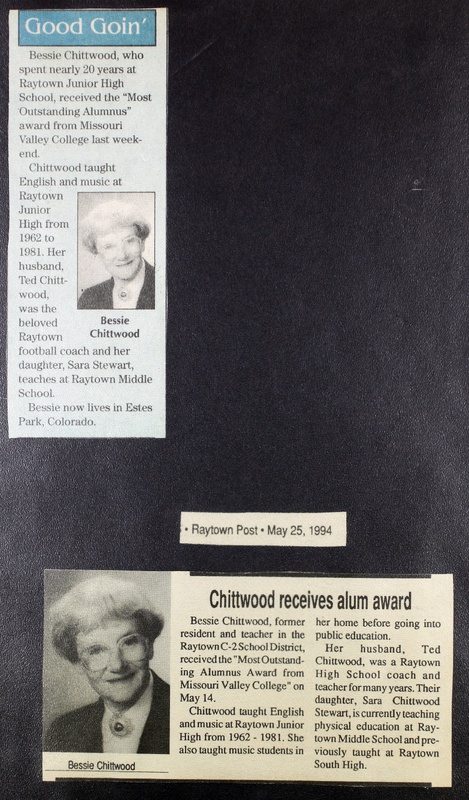 Good Goin'
Bessie Chittwood, who
spent nearly 20 years at
Raytown Junior High
School, received the "Most
Outstanding Alumnus"
award from Missouri
Valley College last week-
end.
Chittwood taught
English and music at
Raytown
Junior
High from
1962 to
1981. Her
husband,
Ted Chitt-
wood,
was the
beloved
Raytown
football coach and her
daughter, Sara Stewart,
teaches at Raytown Middle
School.
Bessie now lives in Estes
Park, Colorado.
Bessie
Chittwood
• Raytown Post • May 25, 1994
Chittwood receives alum award
Bessie Chittwood, former
resident and teacher in the
Raytown C-2 School District,
received the "Most Outstand-
ing Alumnus Award from
Missouri Valley College" on
May 14.
Chittwood taught English
and music at Raytown Junior
High from 1962 - 1981. She
also taught music students in
her home before going into
public education.
Her husband, Ted
Chittwood, was a Raytown
High School coach and
teacher for many years. Their
daughter, Sara Chittwood
Stewart, is currently teaching
physical education at Ray-
town Middle School and pre-
viously taught at Raytown
South High.
Bessie Chittwood